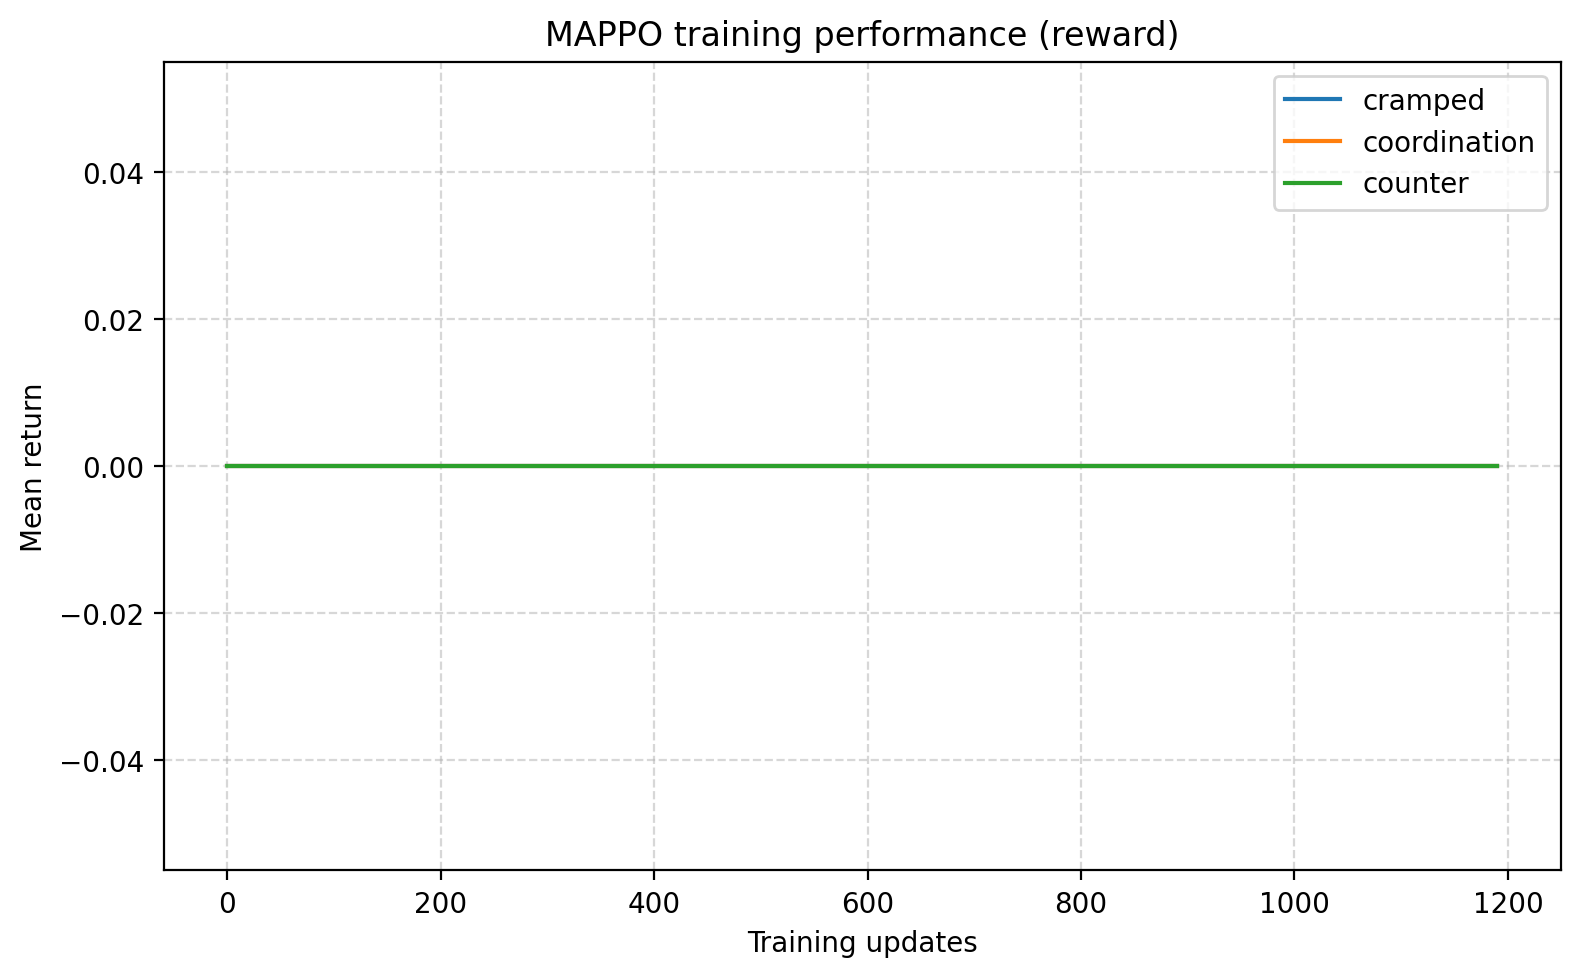 MAPPO training performance (reward)
cramped
coordination
counter
0.04
0.02
0.00
−0.02
−0.04
Mean return
0 200 400 600 800 1000 1200
Training updates